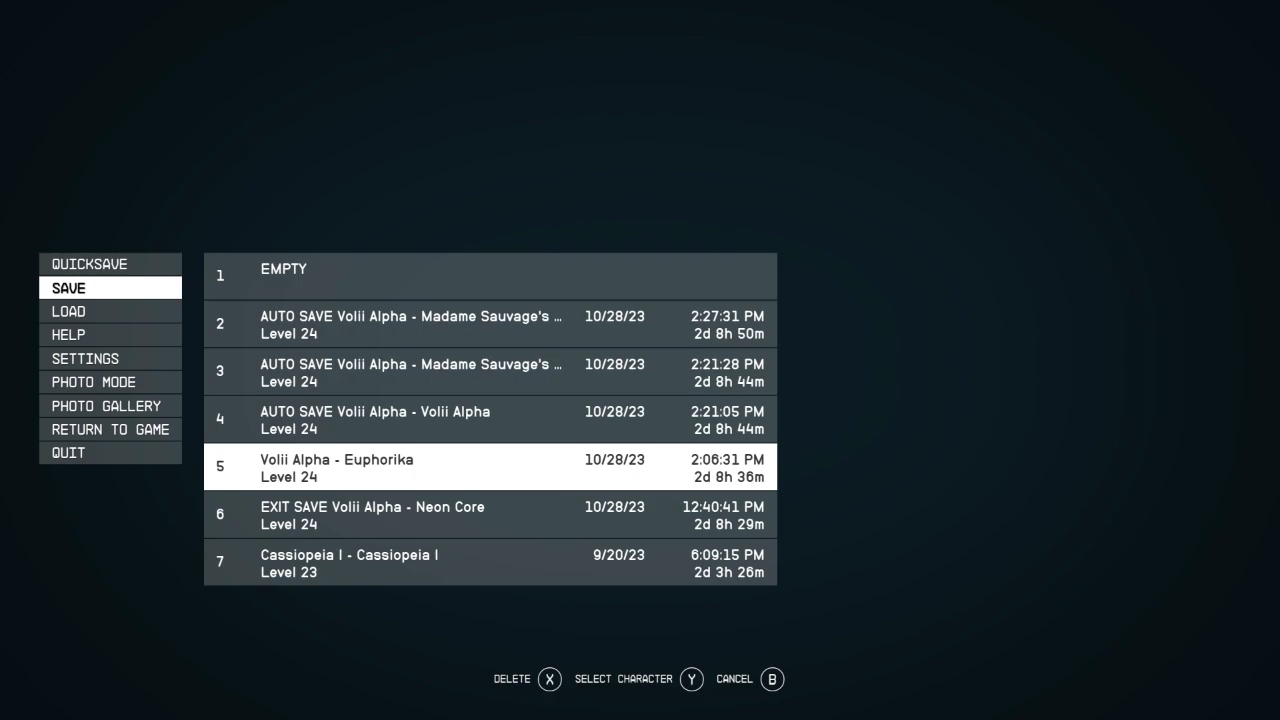 QUICKSAVE
SAVE
LOAD
HELP
SETTINGS
PHOTO MODE
PHOTO GALLERY
RETURN TO GAME
QUIT
1 EMPTY
2 AUTO SAVE Volii Alpha - Madame Sauvage's ... 10/28/23 2:27:31 PM
Level 24 2d 8h 50m
3 AUTO SAVE Volii Alpha - Madame Sauvage's ... 10/28/23 2:21:28 PM
Level 24 2d 8h 44m
4 AUTO SAVE Volii Alpha - Volii Alpha 10/28/23 2:21:05 PM
Level 24 2d 8h 44m
5 Volii Alpha - Euphorika 10/28/23 2:06:31 PM
Level 24 2d 8h 36m
6 EXIT SAVE Volii Alpha - Neon Core 10/28/23 12:40:41 PM
Level 24 2d 8h 29m
7 Cassiopeia I - Cassiopeia I 9/20/23 6:09:15 PM
Level 23 2d 3h 26m
DELETE X SELECT CHARACTER Y CANCEL B